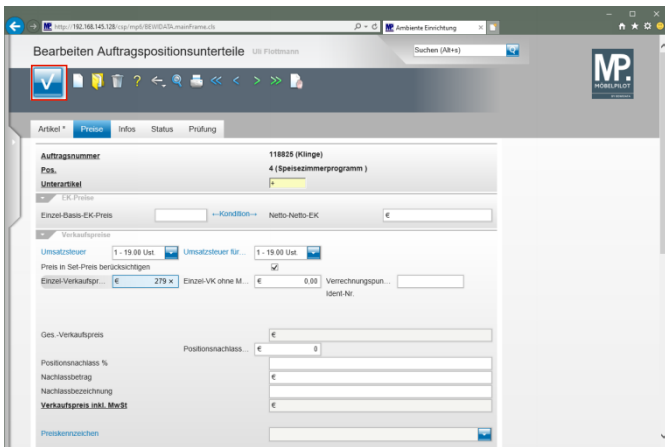 http://192.168.145.128/csp/mp6/BEWIDATA.mainFrame.cls
Ambiente Einrichtung
Bearbeiten Auftragspositionsunterteile Uli Flottmann
Suchen (Alt+s)
MP.
MÖBELPILOT
Artikel * Preise Infos Status Prüfung
Auftragsnummer 118825 (Klinge)
Pos. 4 (Speisezimmerprogramm )
Unterartikel +
EK-Preise
Einzel-Basis-EK-Preis ←Kondition→ Netto-Netto-EK €
Verkaufspreise
Umsatzsteuer 1 - 19.00 Ust. Umsatzsteuer für... 1 - 19.00 Ust.
Preis in Set-Preis berücksichtigen
Einzel-Verkaufspr... € 279 × Einzel-VK ohne M... € 0.00 Verrechnungspun...
Ident-Nr.
Ges.-Verkaufspreis €
Positionsnachlass... € 0
Positionsnachlass %
Nachlassbetrag €
Nachlassbezeichnung
Verkaufspreis inkl. MwSt €
Preiskennzeichen